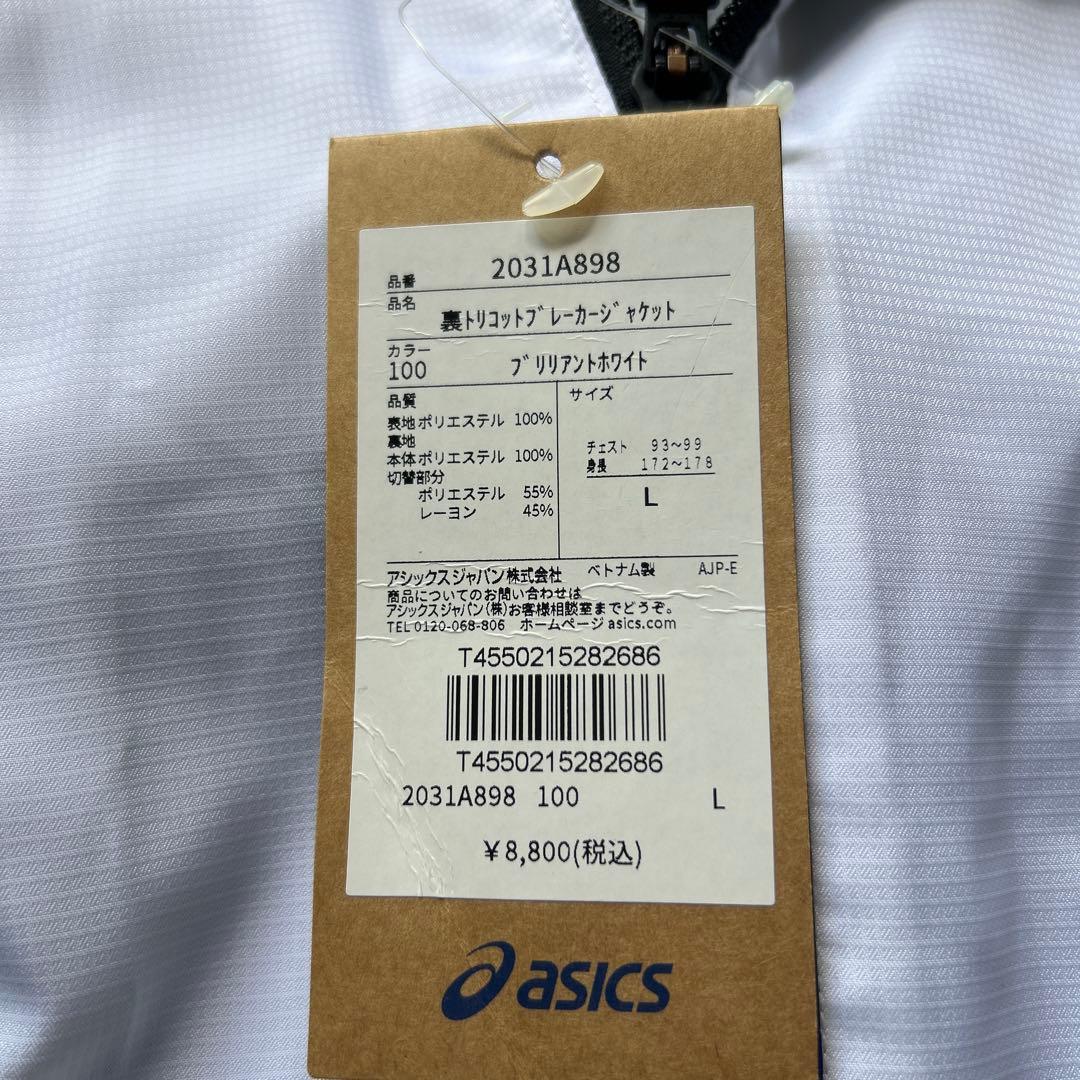 品番 2031A898
品名
裏トリコットブレーカージャケット
カラー
100 ブリリアントホワイト
品質
表地 ポリエステル 100%
裏地
本体 ポリエステル 100%
切替部分
ポリエステル 55%
レーヨン 45%
サイズ
チェスト 93~99
身長 172~178
L
アシックスジャパン株式会社 ベトナム製 AJP-E
商品についてのお問い合わせは
アシックスジャパン(株)お客様相談室までどうぞ。
TEL 0120-068-806 ホームページ asics.com
T4550215282686
T4550215282686
2031A898 100 L
¥8,800(税込)
asics